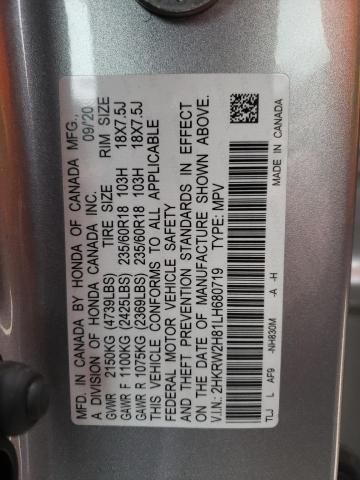 MFD. IN CANADA BY HONDA OF CANADA MFG.,
A DIVISION OF HONDA CANADA INC. 09/20
GVWR 2150KG (4739LBS) TIRE SIZE RIM SIZE
GAWR F 1100KG (2426LBS) 235/60R18 103H 18X7.5J
GAWR R 1075KG (2369LBS) 235/60R18 103H 18X7.5J
THIS VEHICLE CONFORMS TO ALL APPLICABLE
FEDERAL MOTOR VEHICLE SAFETY
AND THEFT PREVENTION STANDARDS IN EFFECT
ON THE DATE OF MANUFACTURE SHOWN ABOVE.
V.I.N.: 2HKRW2H81LH680719 TYPE: MPV
TLJ L AF9 -NH830M -A -H MADE IN CANADA